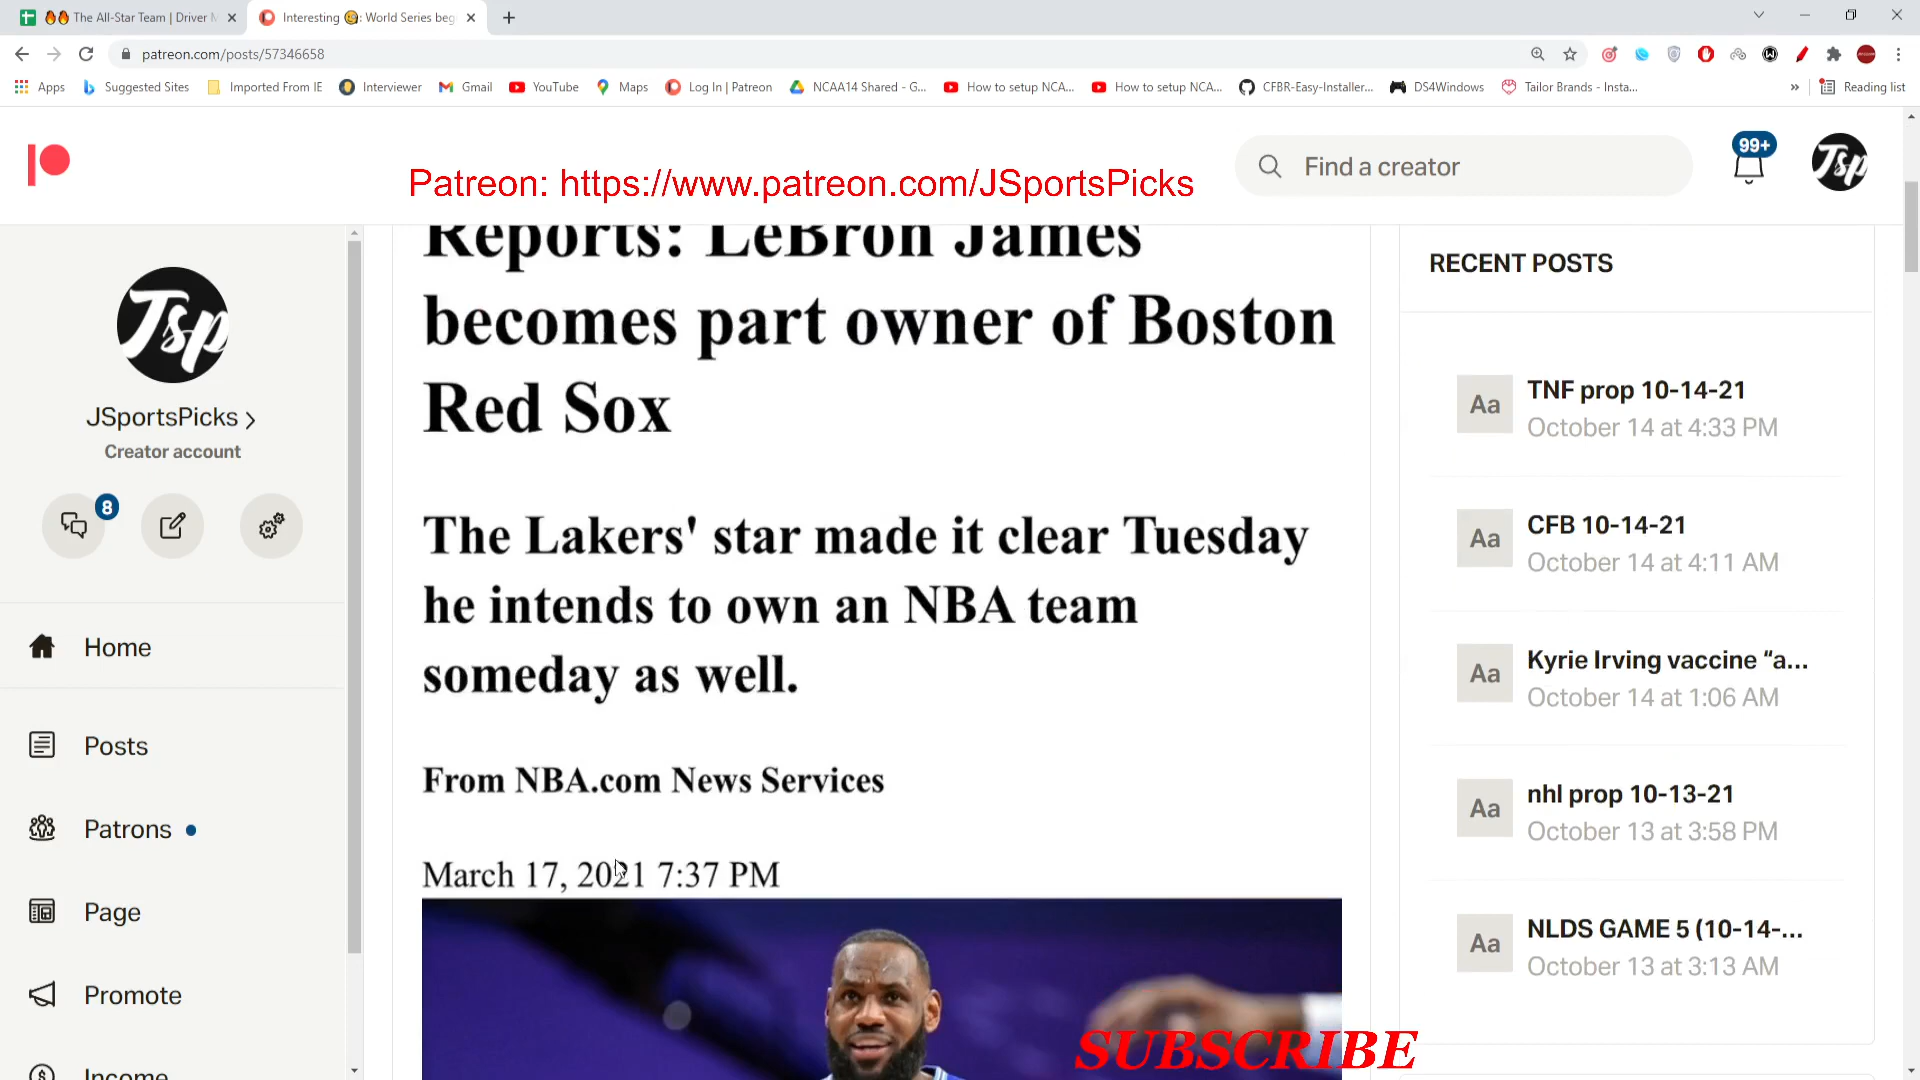 🔥🔥 The All-Star Team | Driver M
Interesting 🧐: World Series beg
patreon.com/posts/57346658
Apps
Suggested Sites
Imported From IE
Interviewer
Gmail
YouTube
Maps
Log In | Patreon
NCAA14 Shared - G...
How to setup NCA...
How to setup NCA...
CFBR-Easy-Installer...
DS4Windows
Tailor Brands - Insta...
»
Reading list
Patreon: https://www.patreon.com/JSportsPicks
Find a creator
99+
Jsp
Jsp
JSportsPicks
Creator account
8
Home
Posts
Patrons
Page
Promote
Income
Reports: LeBron James
becomes part owner of Boston
Red Sox
The Lakers' star made it clear Tuesday
he intends to own an NBA team
someday as well.
From NBA.com News Services
March 17, 2021 7:37 PM
SUBSCRIBE
RECENT POSTS
Aa
TNF prop 10-14-21
October 14 at 4:33 PM
Aa
CFB 10-14-21
October 14 at 4:11 AM
Aa
Kyrie Irving vaccine “a...
October 14 at 1:06 AM
Aa
nhl prop 10-13-21
October 13 at 3:58 PM
Aa
NLDS GAME 5 (10-14-...
October 13 at 3:13 AM